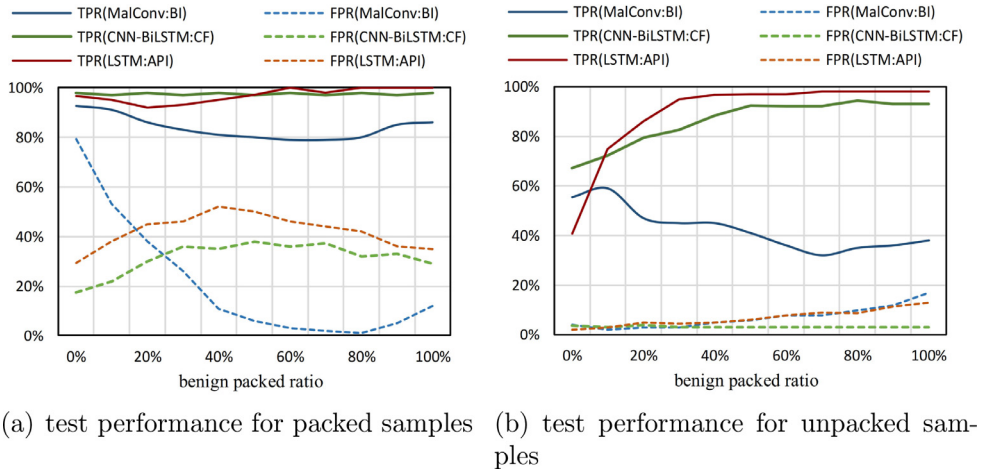 TPR(MalConv:BI) FPR(MalConv:BI)
TPR(CNN-BiLSTM:CF) FPR(CNN-BiLSTM:CF)
TPR(LSTM:API) FPR(LSTM:API)
100%
80%
60%
40%
20%
0%
0% 20% 40% 60% 80% 100%
benign packed ratio
(a) test performance for packed samples
TPR(MalConv:BI) FPR(MalConv:BI)
TPR(CNN-BiLSTM:CF) FPR(CNN-BiLSTM:CF)
TPR(LSTM:API) FPR(LSTM:API)
100%
80%
60%
40%
20%
0%
0% 20% 40% 60% 80% 100%
benign packed ratio
(b) test performance for unpacked sam-
ples